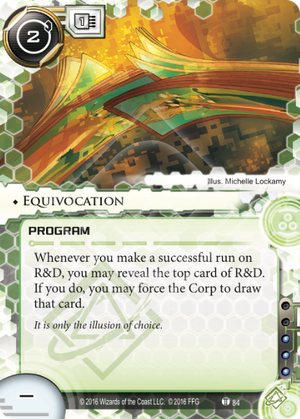 2
1
Illus. Michelle Lockamy
♦ EQUIVOCATION
PROGRAM
Whenever you make a successful run on
R&D, you may reveal the top card of R&D.
If you do, you may force the Corp to draw
that card.
It is only the illusion of choice.
–
© 2016 Wizards of the Coast LLC. © 2016 FFG
84